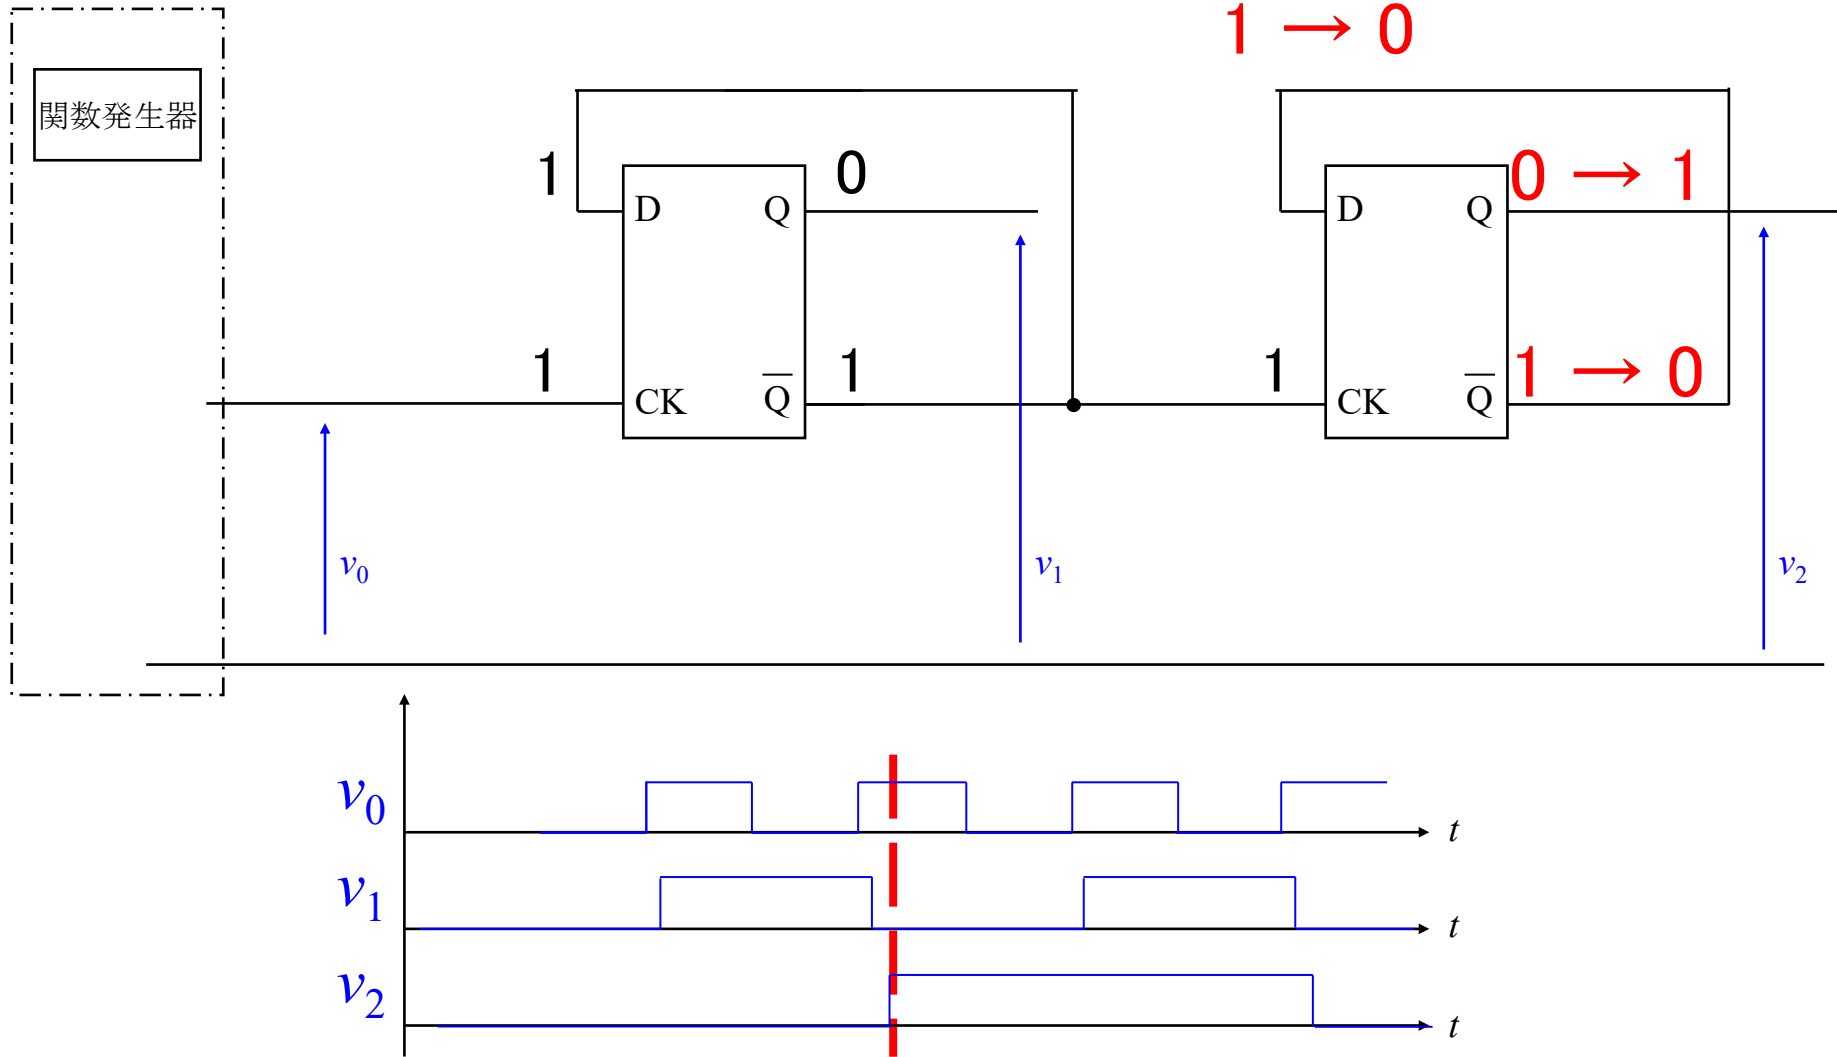 1 → 0
関数発生器
1 0 0 → 1
D Q D Q
1 1 1 1 → 0
CK Q̅ CK Q̅
v₀ v₁ v₂
v₀ t
v₁ t
v₂ t